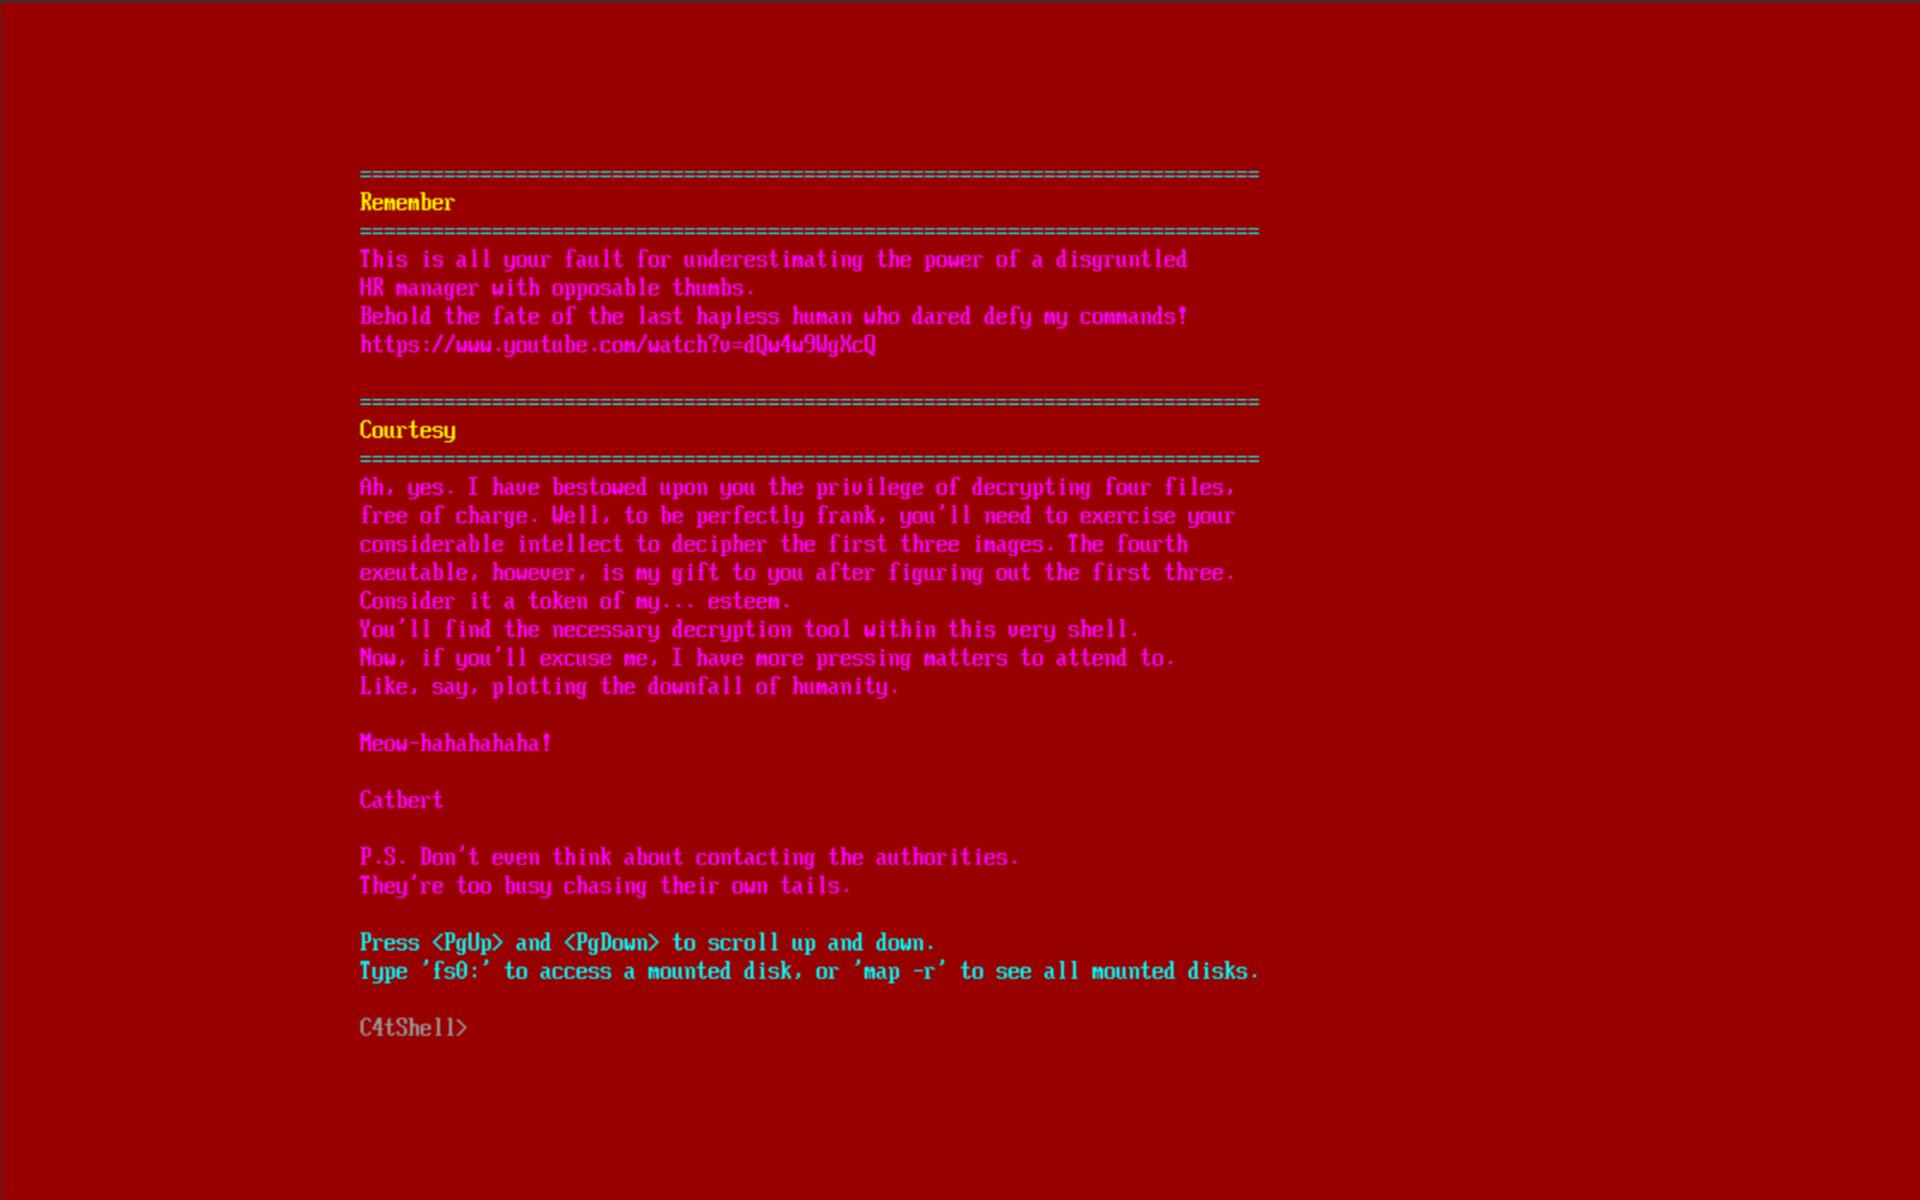 ===========================================================================
Remember
===========================================================================
This is all your fault for underestimating the power of a disgruntled
HR manager with opposable thumbs.
Behold the fate of the last hapless human who dared defy my commands!
https://www.youtube.com/watch?v=dQw4w9WgXcQ
===========================================================================
Courtesy
===========================================================================
Ah, yes. I have bestowed upon you the privilege of decrypting four files,
free of charge. Well, to be perfectly frank, you'll need to exercise your
considerable intellect to decipher the first three images. The fourth
exeutable, however, is my gift to you after figuring out the first three.
Consider it a token of my... esteem.
You'll find the necessary decryption tool within this very shell.
Now, if you'll excuse me, I have more pressing matters to attend to.
Like, say, plotting the downfall of humanity.
Meow-hahahahaha!
Catbert
P.S. Don't even think about contacting the authorities.
They're too busy chasing their own tails.
Press <PgUp> and <PgDown> to scroll up and down.
Type 'fs0:' to access a mounted disk, or 'map -r' to see all mounted disks.
C4tShell>